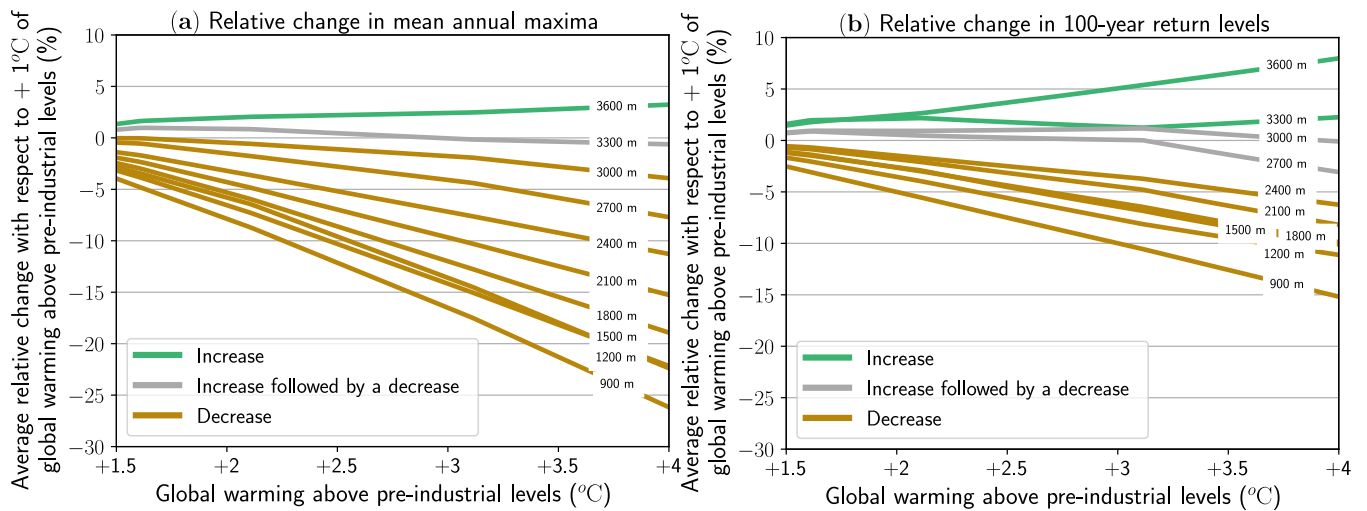 (a) Relative change in mean annual maxima
Average relative change with respect to + 1°C of
global warming above pre-industrial levels (%)
10
5
0
−5
−10
−15
−20
−25
−30
3600 m
3300 m
3000 m
2700 m
2400 m
2100 m
1800 m
1500 m
1200 m
900 m
Increase
Increase followed by a decrease
Decrease
+1.5
+2
+2.5
+3
+3.5
+4
Global warming above pre-industrial levels (°C)
(b) Relative change in 100-year return levels
Average relative change with respect to + 1°C of
global warming above pre-industrial levels (%)
10
5
0
−5
−10
−15
−20
−25
−30
3600 m
3300 m
3000 m
2700 m
2400 m
2100 m
1500 m
1800 m
1200 m
900 m
Increase
Increase followed by a decrease
Decrease
+1.5
+2
+2.5
+3
+3.5
+4
Global warming above pre-industrial levels (°C)